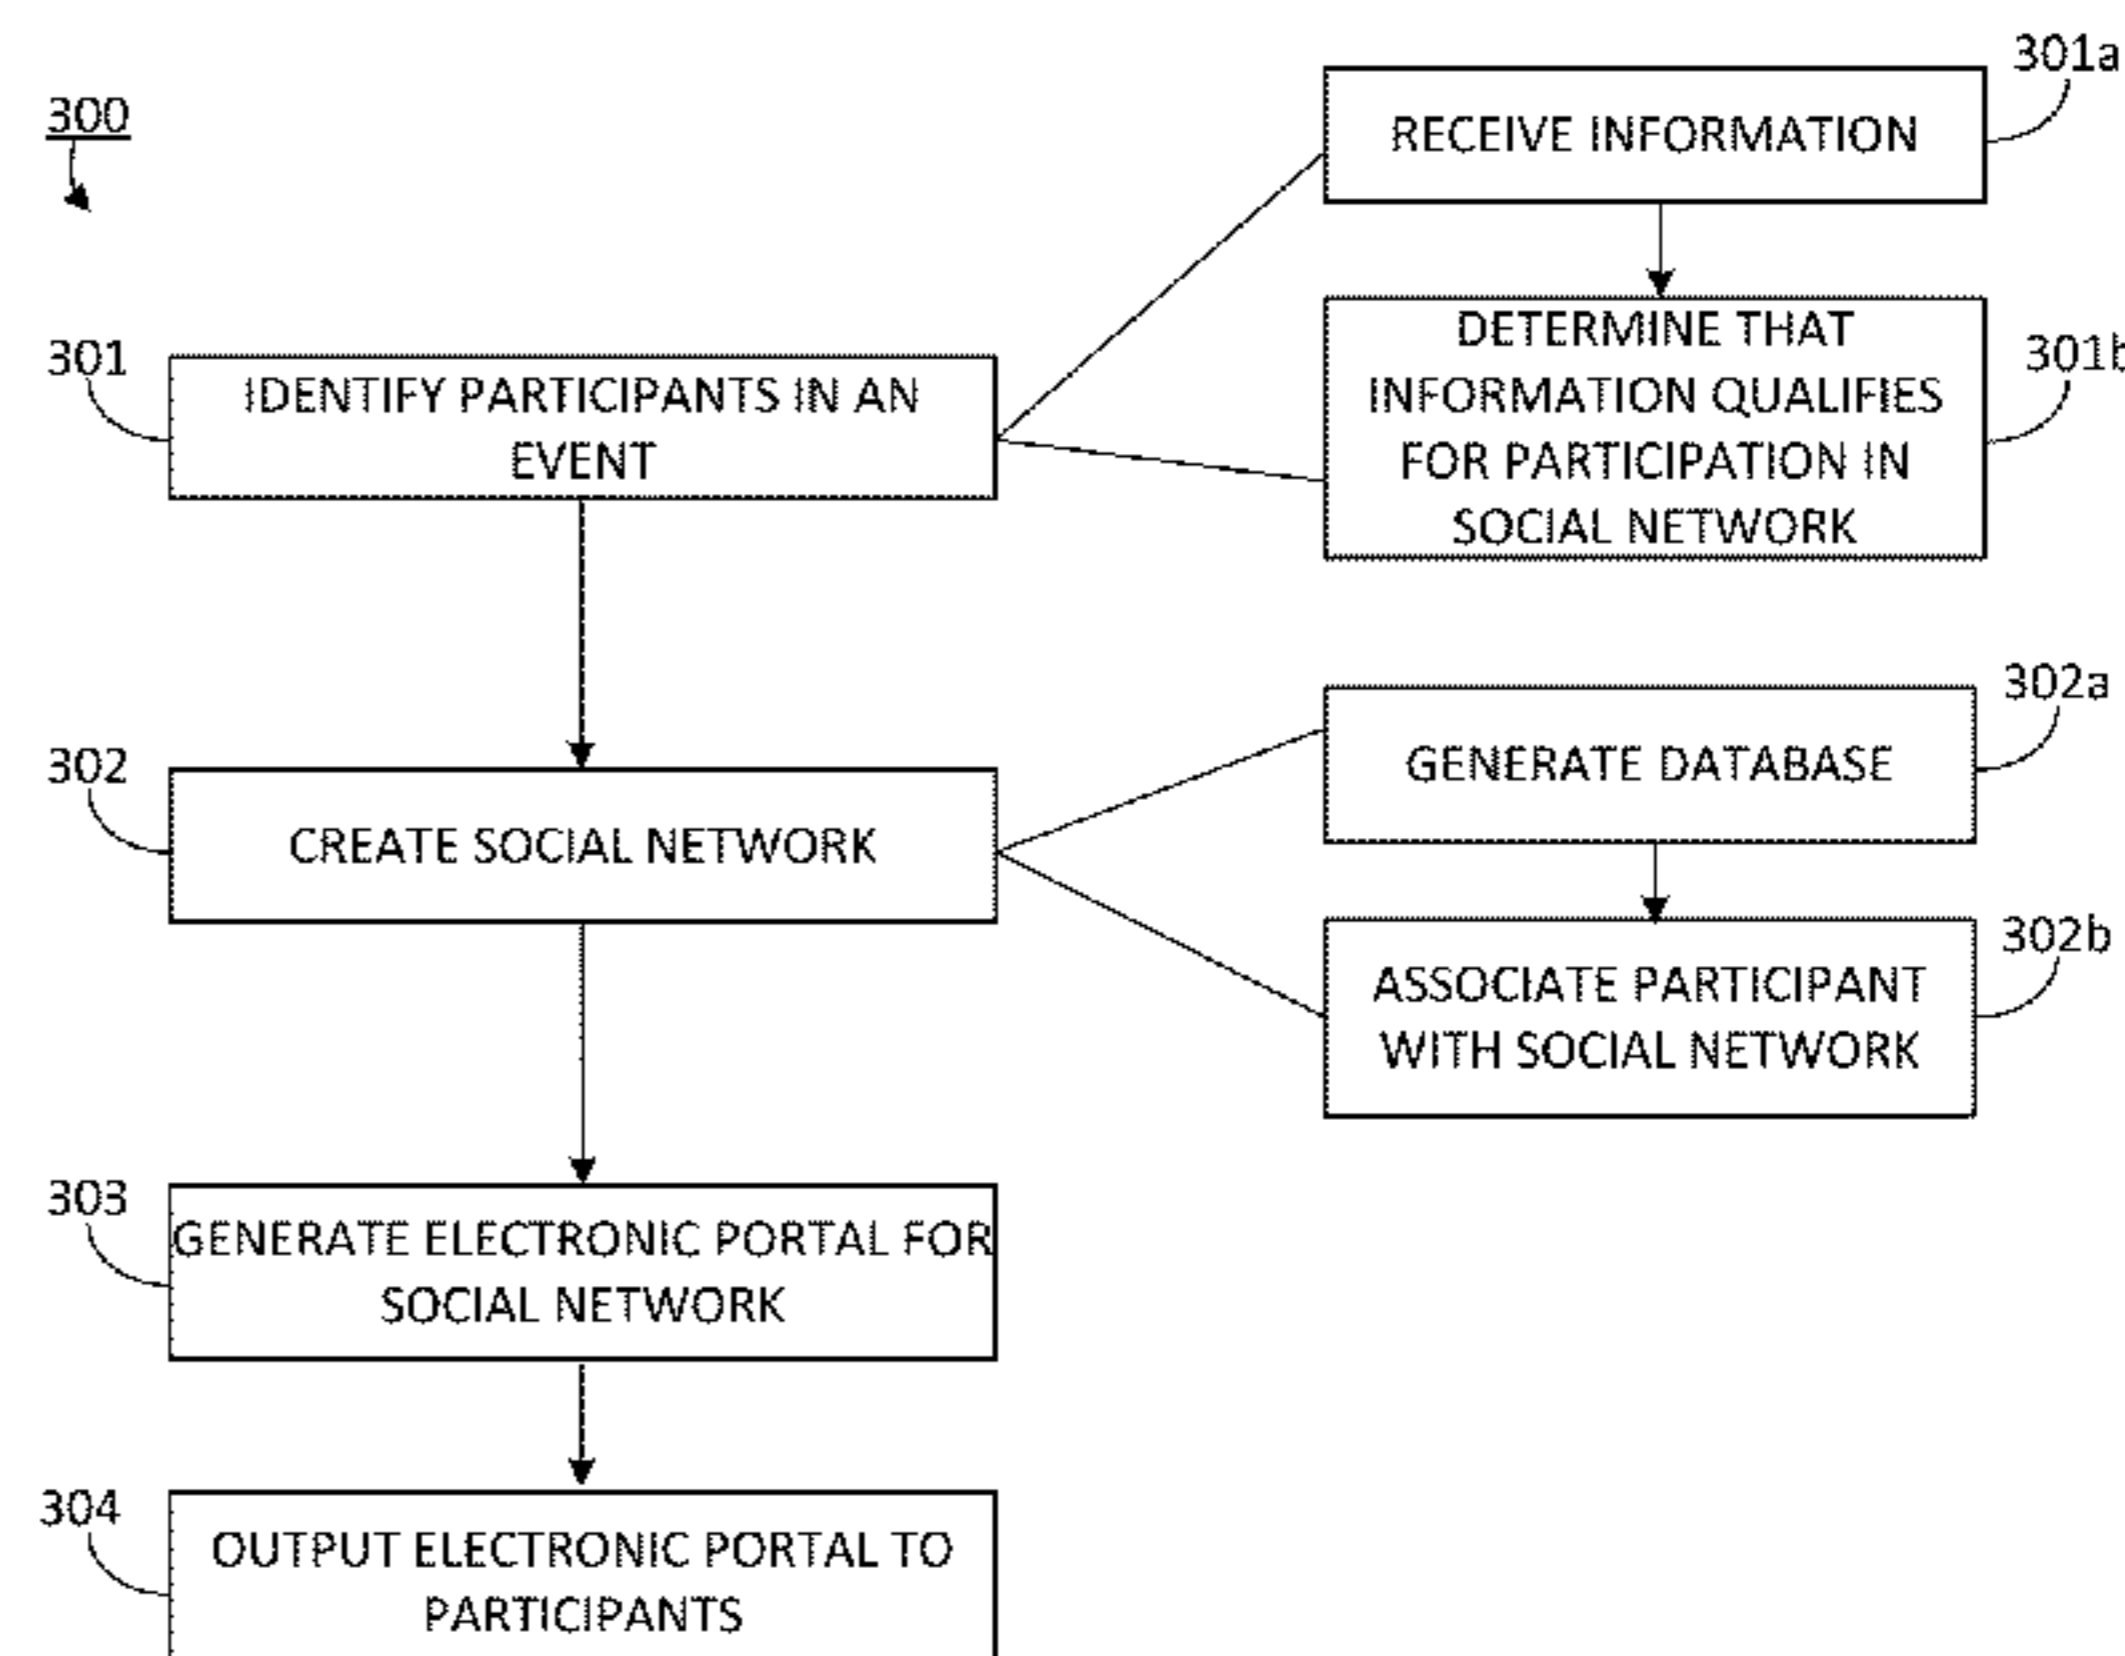 300
301a
RECEIVE INFORMATION
301b
DETERMINE THAT
INFORMATION QUALIFIES
FOR PARTICIPATION IN
SOCIAL NETWORK
301
IDENTIFY PARTICIPANTS IN AN
EVENT
302a
GENERATE DATABASE
302
CREATE SOCIAL NETWORK
302b
ASSOCIATE PARTICIPANT
WITH SOCIAL NETWORK
303
GENERATE ELECTRONIC PORTAL FOR
SOCIAL NETWORK
304
OUTPUT ELECTRONIC PORTAL TO
PARTICIPANTS